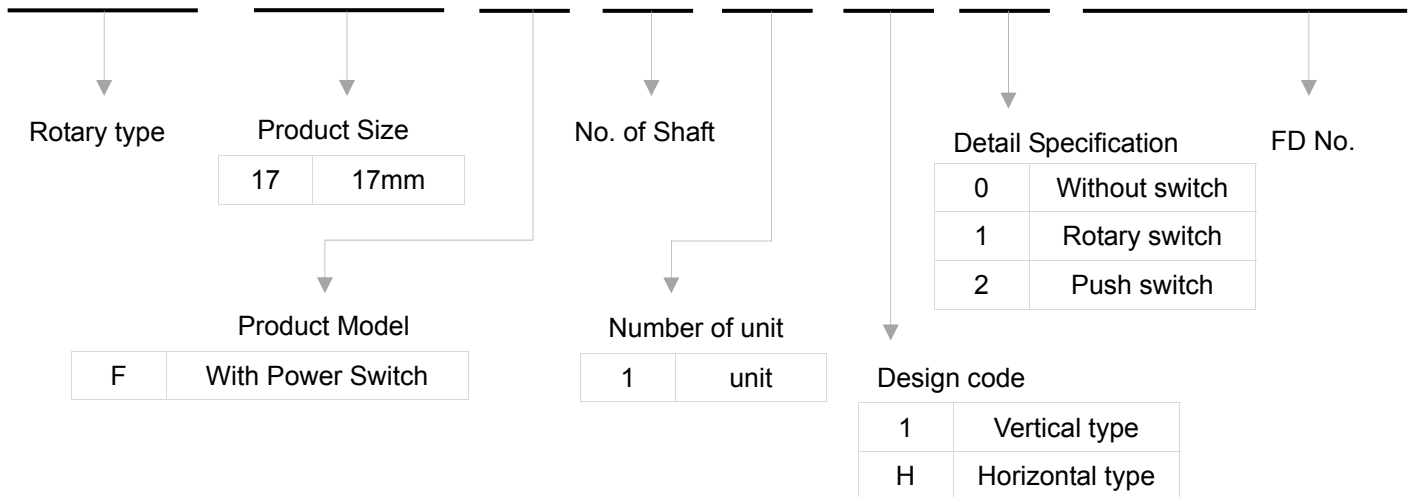 Rotary type
Product Size
17 17mm
No. of Shaft
Detail Specification
0 Without switch
1 Rotary switch
2 Push switch
FD No.
Product Model
F With Power Switch
Number of unit
1 unit
Design code
1 Vertical type
H Horizontal type